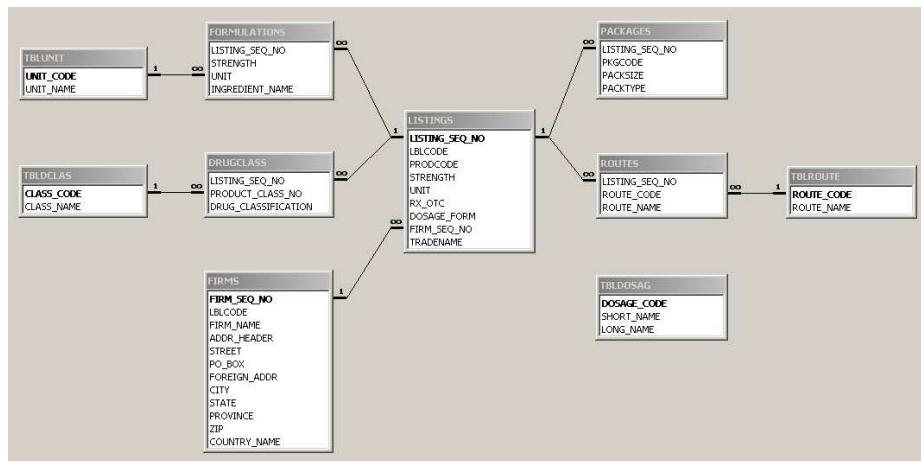 TBLUNIT
UNIT_CODE
UNIT_NAME
1
∞
FORMULATIONS
LISTING_SEQ_NO
STRENGTH
UNIT
INGREDIENT_NAME
∞
TBLDCLAS
CLASS_CODE
CLASS_NAME
1
∞
DRUGCLASS
LISTING_SEQ_NO
PRODUCT_CLASS_NO
DRUG_CLASSIFICATION
∞
FIRMS
FIRM_SEQ_NO
LBLCODE
FIRM_NAME
ADDR_HEADER
STREET
PO_BOX
FOREIGN_ADDR
CITY
STATE
PROVINCE
ZIP
COUNTRY_NAME
1
∞
1
LISTINGS
LISTING_SEQ_NO
LBLCODE
PRODCODE
STRENGTH
UNIT
RX_OTC
DOSAGE_FORM
FIRM_SEQ_NO
TRADENAME
1
∞
PACKAGES
LISTING_SEQ_NO
PKGCODE
PACKSIZE
PACKTYPE
∞
ROUTES
LISTING_SEQ_NO
ROUTE_CODE
ROUTE_NAME
∞
1
TBLROUTE
ROUTE_CODE
ROUTE_NAME
TBLDOSAG
DOSAGE_CODE
SHORT_NAME
LONG_NAME